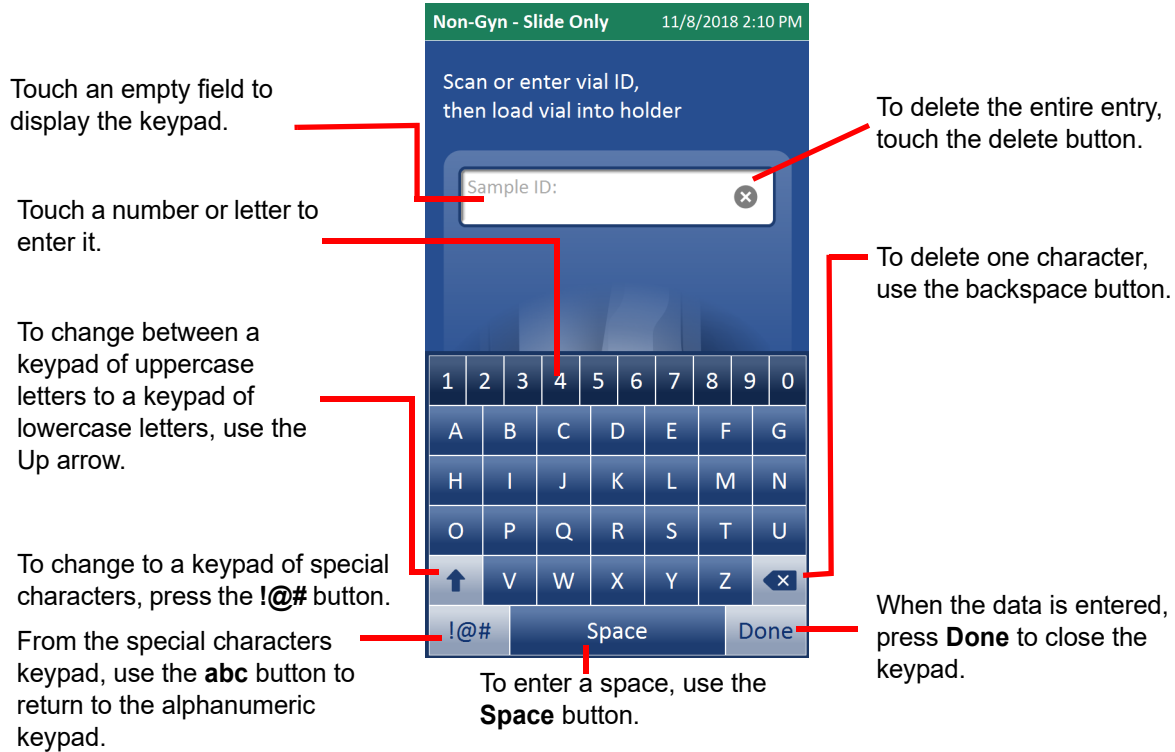 Non-Gyn - Slide Only 11/8/2018 2:10 PM
Scan or enter vial ID,
then load vial into holder
Sample ID:
1 2 3 4 5 6 7 8 9 0
A B C D E F G
H I J K L M N
O P Q R S T U
V W X Y Z
!@# Space Done
Touch an empty field to
display the keypad.
Touch a number or letter to
enter it.
To change between a
keypad of uppercase
letters to a keypad of
lowercase letters, use the
Up arrow.
To change to a keypad of special
characters, press the !@# button.
From the special characters
keypad, use the abc button to
return to the alphanumeric
keypad.
To enter a space, use the
Space button.
To delete the entire entry,
touch the delete button.
To delete one character,
use the backspace button.
When the data is entered,
press Done to close the
keypad.